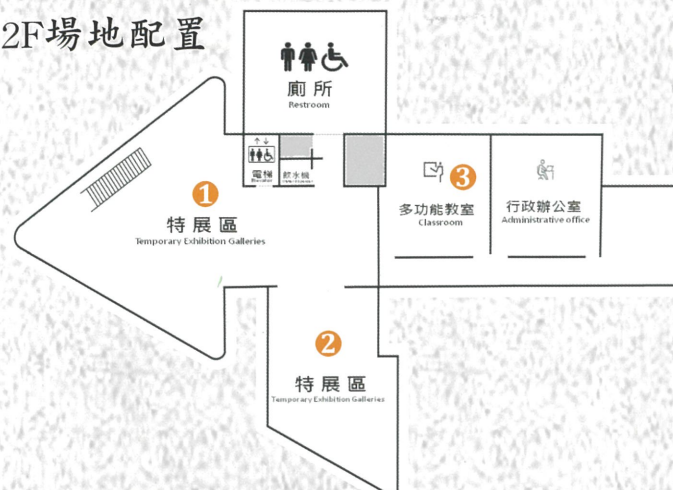 2F場地配置
廁所
Restroom
電梯
Elevator
飲水機
1
特展區
Temporary Exhibition Galleries
3
多功能教室
Classroom
行政辦公室
Administrative office
2
特展區
Temporary Exhibition Galleries